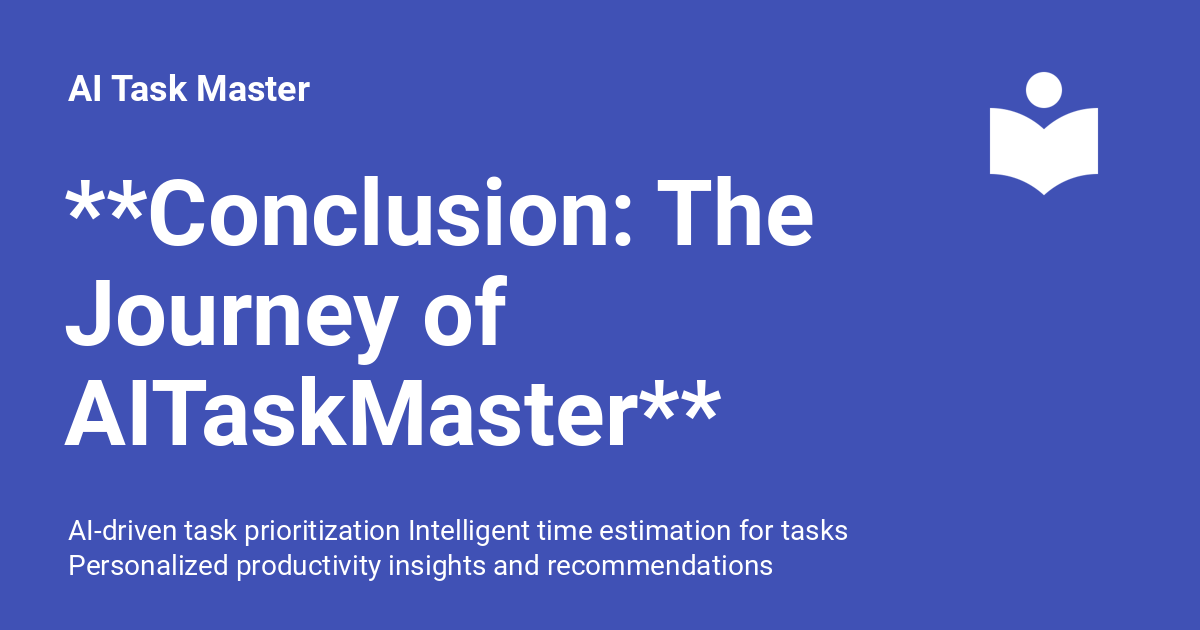 AI Task Master
**Conclusion: The
Journey of
AITaskMaster**
AI-driven task prioritization Intelligent time estimation for tasks
Personalized productivity insights and recommendations